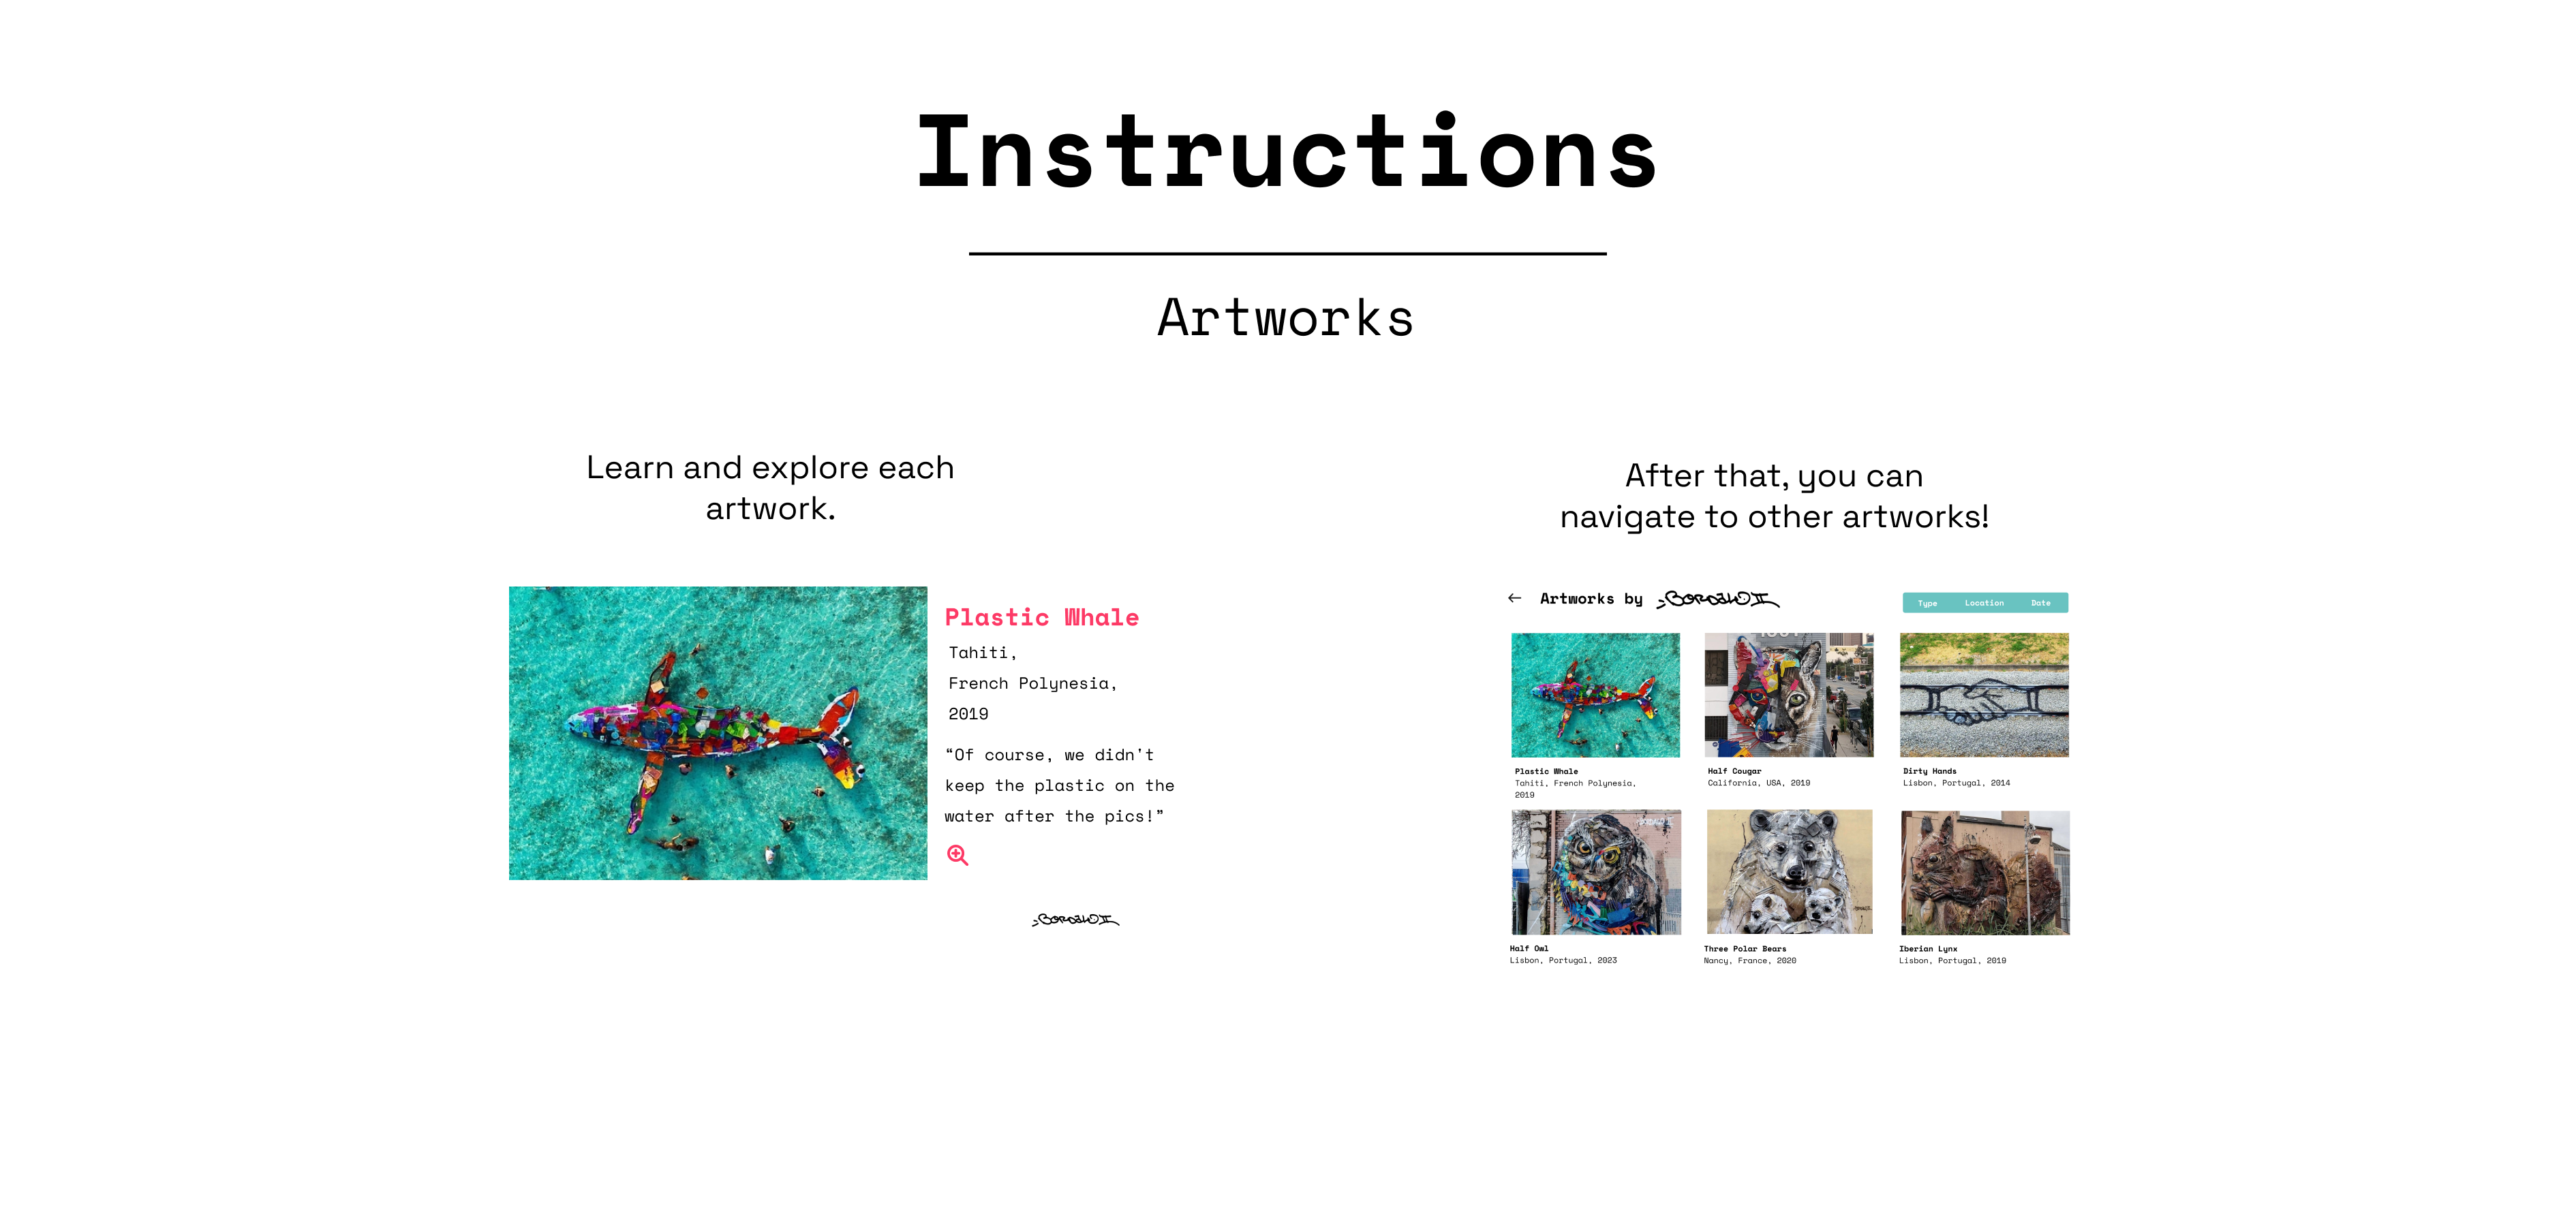 Instructions
Artworks
Learn and explore each
artwork.
Plastic Whale
Tahiti,
French Polynesia,
2019
“Of course, we didn't
keep the plastic on the
water after the pics!”
BORDALO II
After that, you can
navigate to other artworks!
Artworks by BORDALO II
Type Location Date
Plastic Whale
Tahiti, French Polynesia,
2019
Half Cougar
California, USA, 2019
Dirty Hands
Lisbon, Portugal, 2014
Half Owl
Lisbon, Portugal, 2023
Three Polar Bears
Nancy, France, 2020
Iberian Lynx
Lisbon, Portugal, 2019